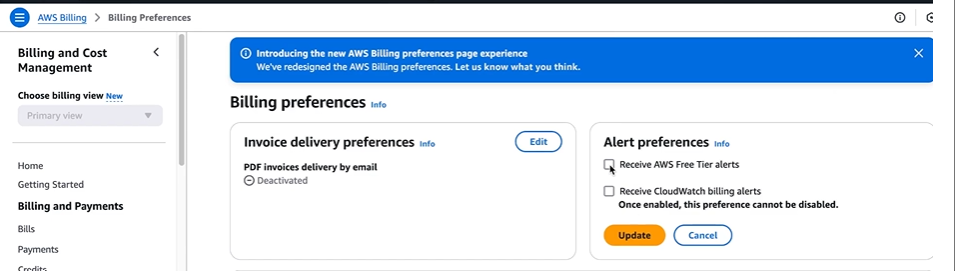 AWS Billing > Billing Preferences
Billing and Cost
Management
Choose billing view New
Primary view
Home
Getting Started
Billing and Payments
Bills
Payments
Credits
Introducing the new AWS Billing preferences page experience
We've redesigned the AWS Billing preferences. Let us know what you think.
Billing preferences Info
Invoice delivery preferences Info
Edit
PDF invoices delivery by email
Deactivated
Alert preferences Info
Receive AWS Free Tier alerts
Receive CloudWatch billing alerts
Once enabled, this preference cannot be disabled.
Update
Cancel